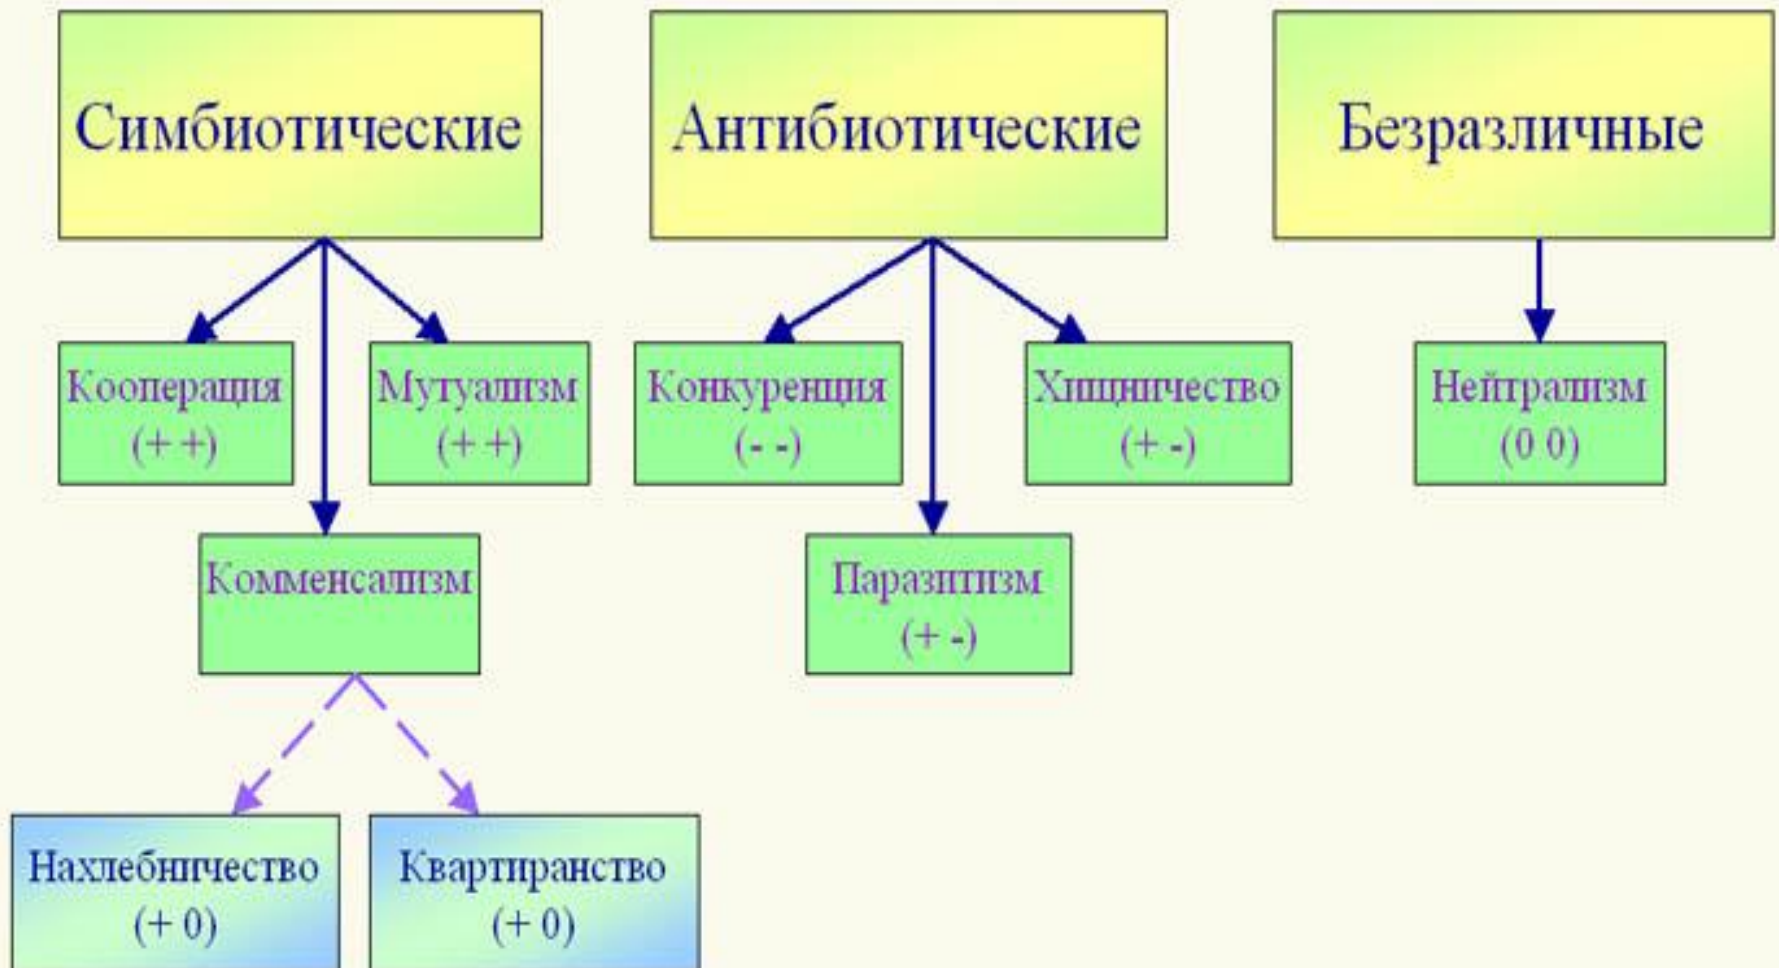 Симбиотические
Антибиотические
Безразличные
Кооперация
(+ +)
Мутуализм
(+ +)
Конкуренция
(- -)
Хищничество
(+ -)
Нейтрализм
(0 0)
Комменсализм
Паразитизм
(+ -)
Нахлебничество
(+ 0)
Квартиранство
(+ 0)